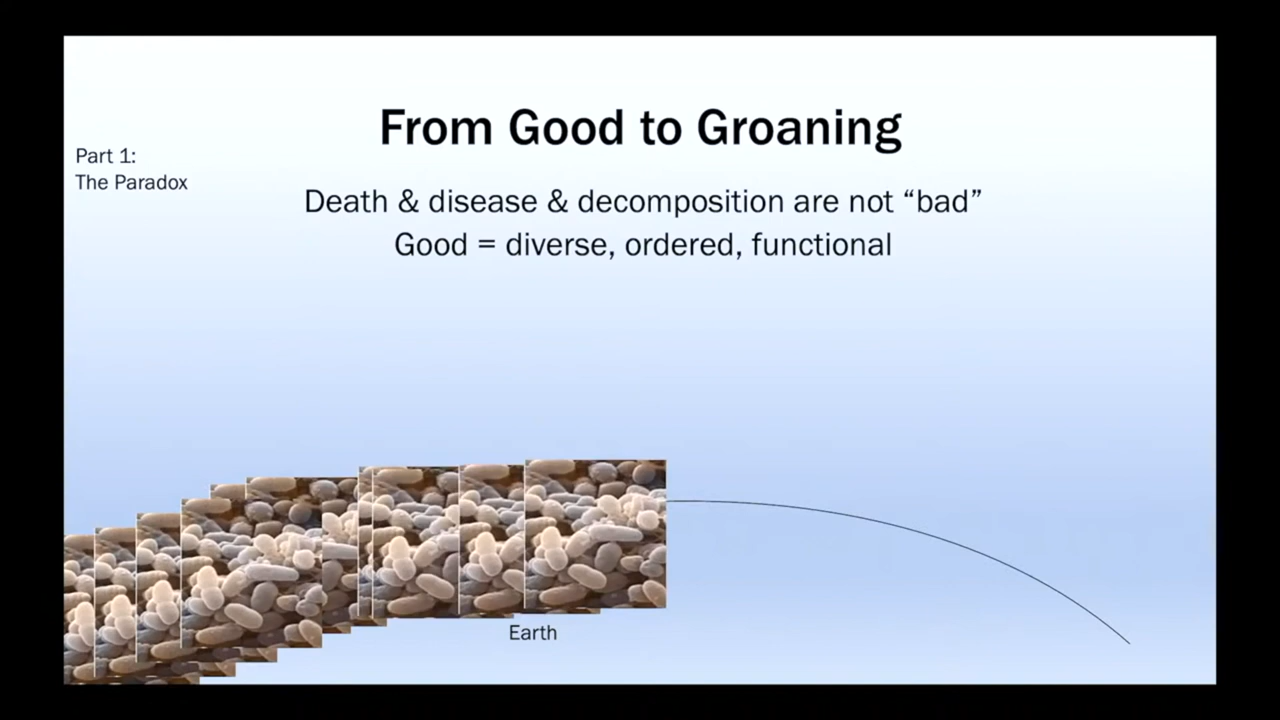 From Good to Groaning
Part 1:
The Paradox
Death & disease & decomposition are not “bad”
Good = diverse, ordered, functional
Earth